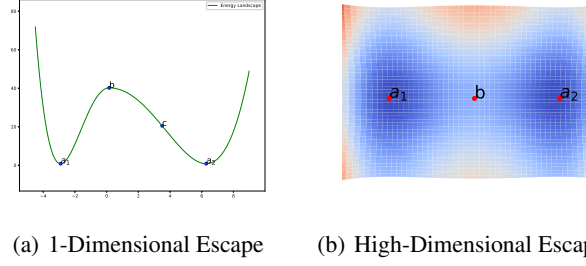 Energy Landscape
80
60
40
20
0
−4 −2 0 2 4 6 8
b
c
a1
a2
a1 b a2
(a) 1-Dimensional Escape
(b) High-Dimensional Escap